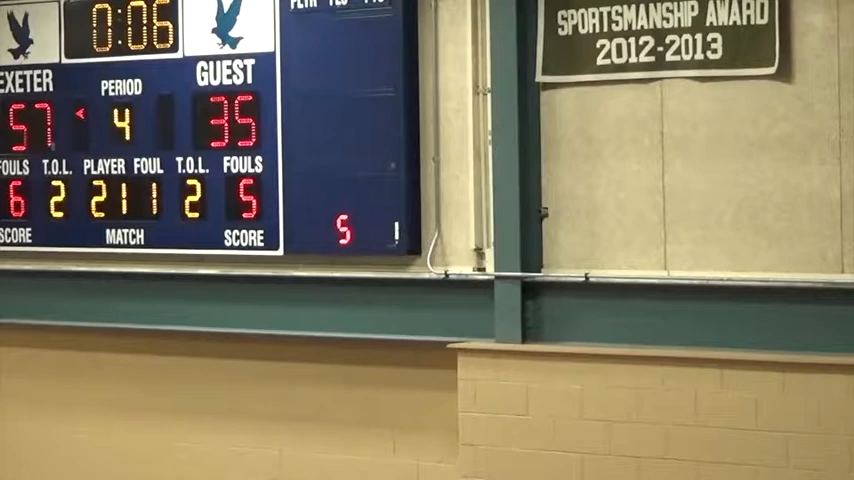 0:06
EXETER
PERIOD
GUEST
57
4
35
FOULS T.O.L. PLAYER FOUL T.O.L. FOULS
6 2 21 1 2 5
SCORE
MATCH
SCORE
5
SPORTSMANSHIP AWARD
2012-2013